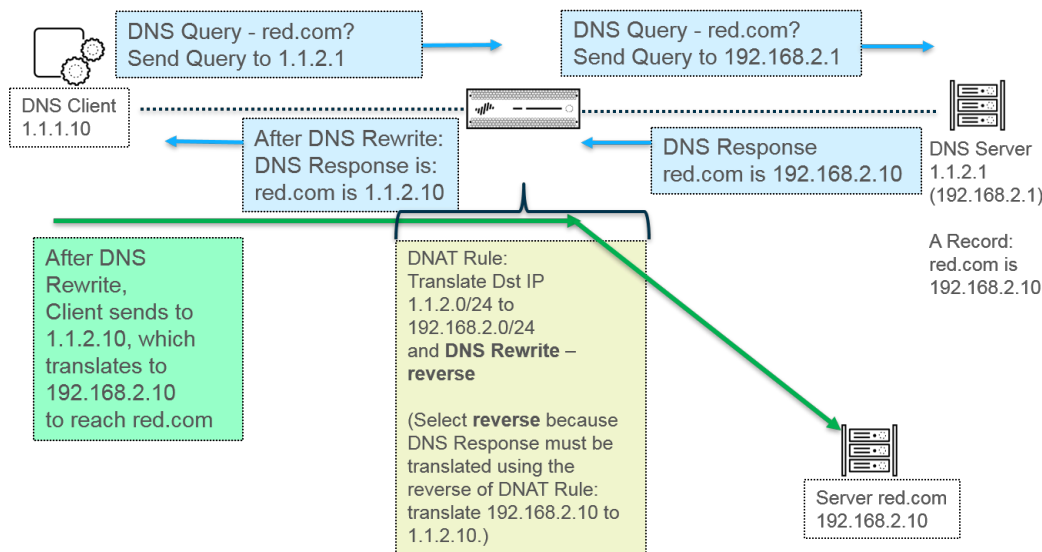 DNS Query - red.com?
Send Query to 1.1.2.1
DNS Query - red.com?
Send Query to 192.168.2.1
DNS Client
1.1.1.10
After DNS Rewrite:
DNS Response is:
red.com is 1.1.2.10
DNS Response
red.com is 192.168.2.10
DNS Server
1.1.2.1
(192.168.2.1)
A Record:
red.com is
192.168.2.10
After DNS
Rewrite,
Client sends to
1.1.2.10, which
translates to
192.168.2.10
to reach red.com
DNAT Rule:
Translate Dst IP
1.1.2.0/24 to
192.168.2.0/24
and DNS Rewrite –
reverse
(Select reverse because
DNS Response must be
translated using the
reverse of DNAT Rule:
translate 192.168.2.10 to
1.1.2.10.)
Server red.com
192.168.2.10